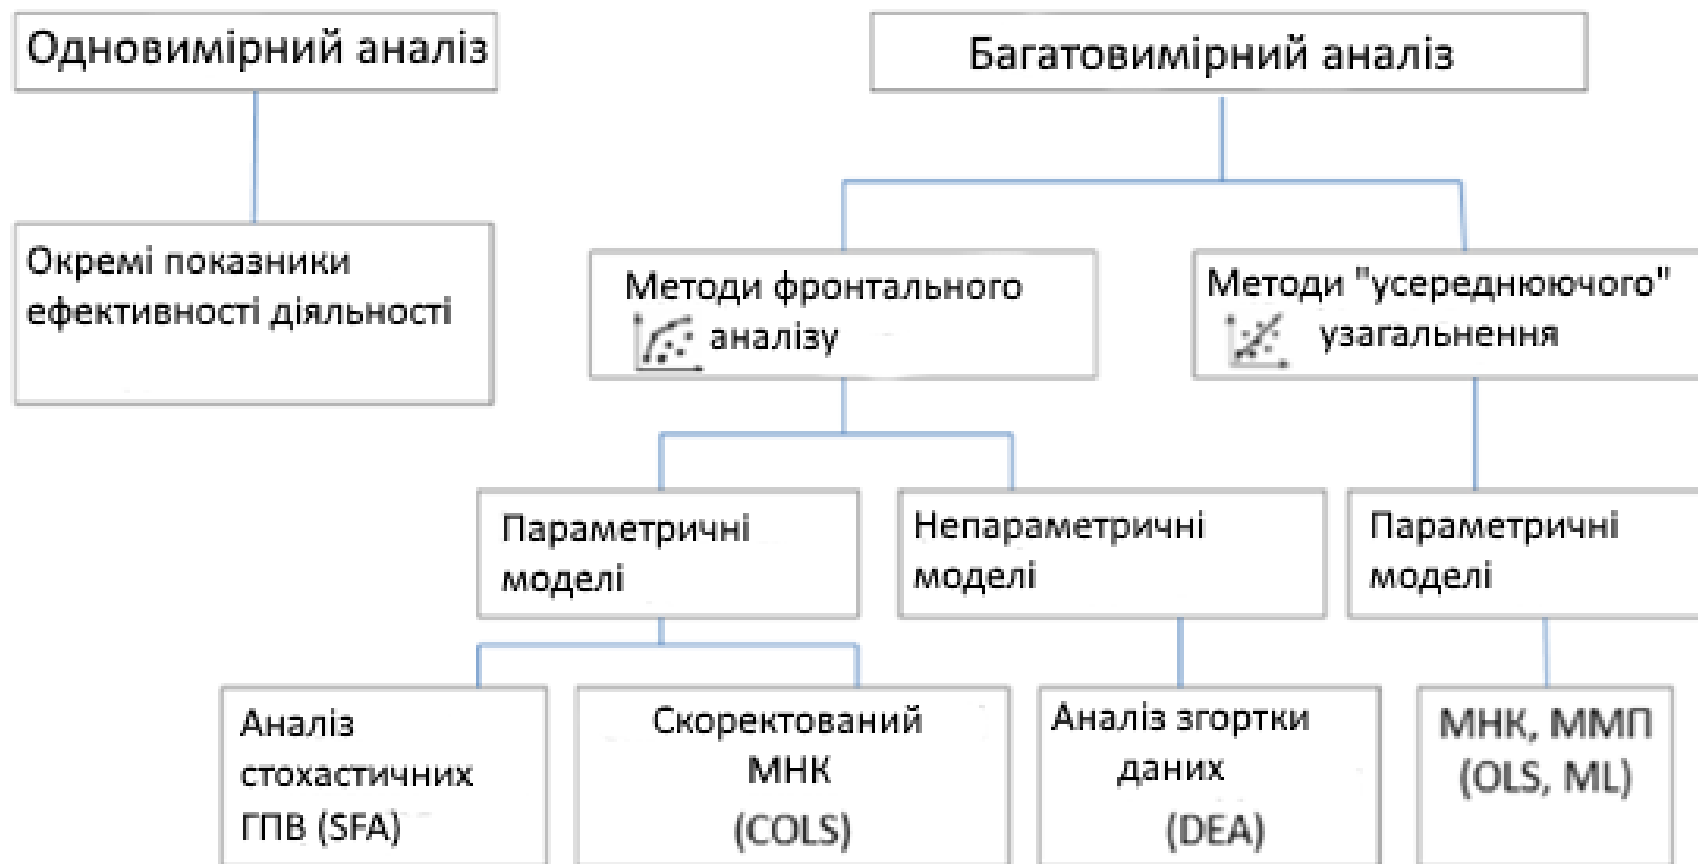 Одновимірний аналіз
Багатовимірний аналіз
Окремі показники
ефективності діяльності
Методи фронтального
аналізу
Методи "усереднюючого"
узагальнення
Параметричні
моделі
Непараметричні
моделі
Параметричні
моделі
Аналіз
стохастичних
ГПВ (SFA)
Скоректований
МНК
(COLS)
Аналіз згортки
даних
(DEA)
МНК, ММП
(OLS, ML)